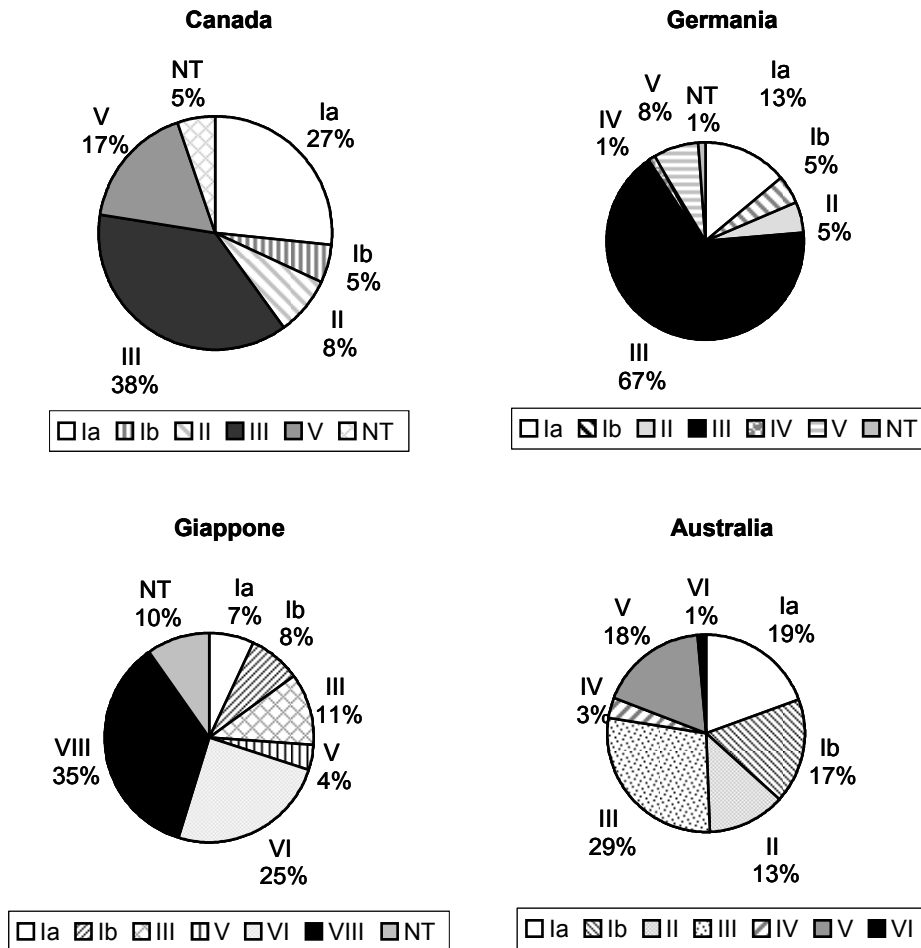 Canada
NT
5%
Ia
27%
V
17%
Ib
5%
II
8%
III
38%
Ia Ib II III V NT
Germania
Ia
13%
V
8%
NT
1%
IV
1%
Ib
5%
II
5%
III
67%
Ia Ib II III IV V NT
Giappone
NT
10%
Ia
7%
Ib
8%
III
11%
VIII
35%
V
4%
VI
25%
Ia Ib III V VI VIII NT
Australia
VI
1%
Ia
19%
V
18%
IV
3%
Ib
17%
III
29%
II
13%
Ia Ib II III IV V VI